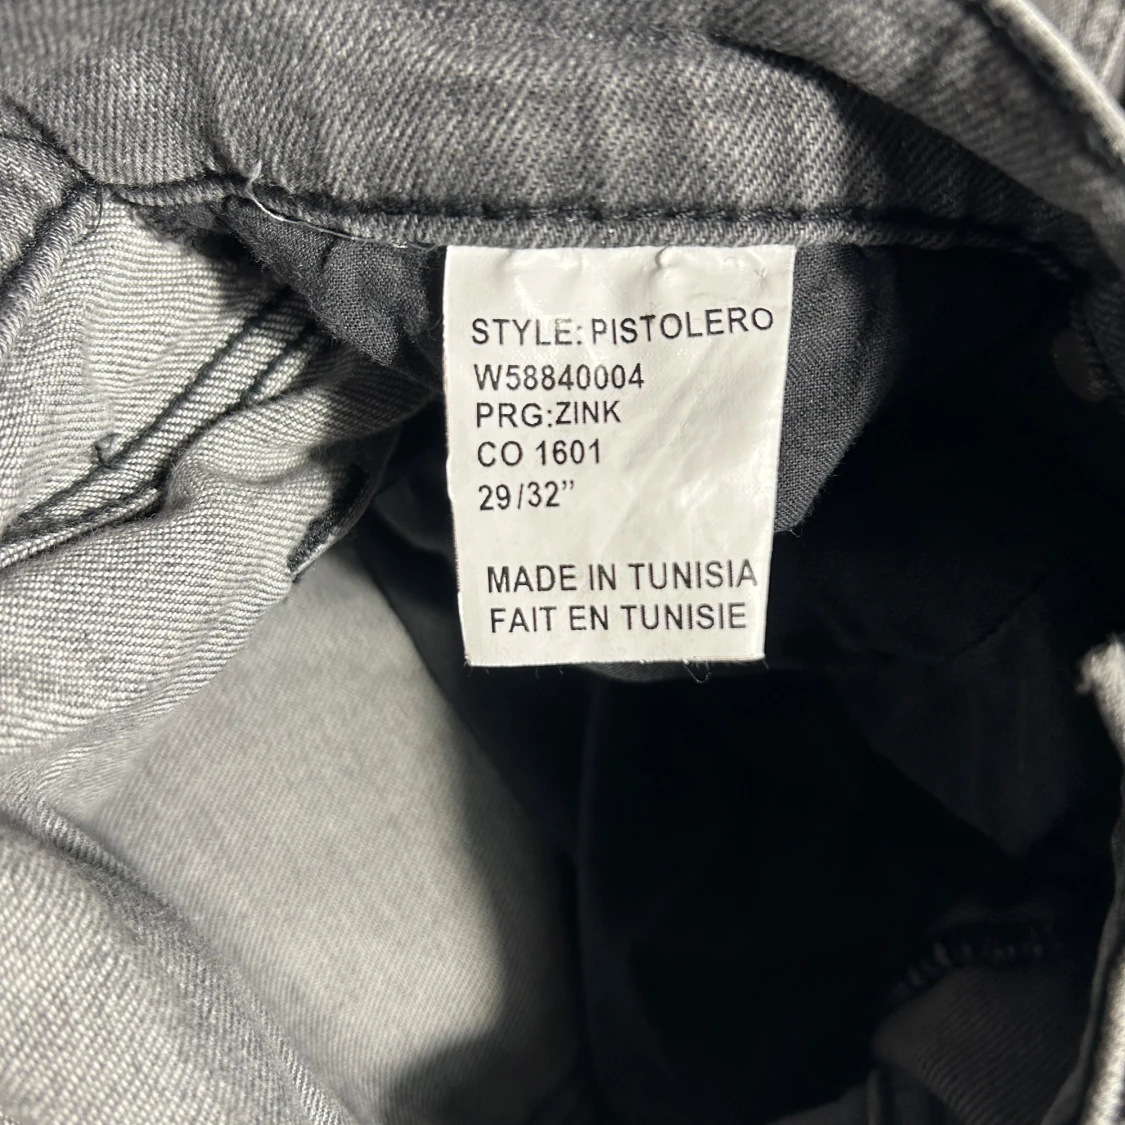 STYLE: PISTOLERO
W58840004
PRG:ZINK
CO 1601
29/32”
MADE IN TUNISIA
FAIT EN TUNISIE